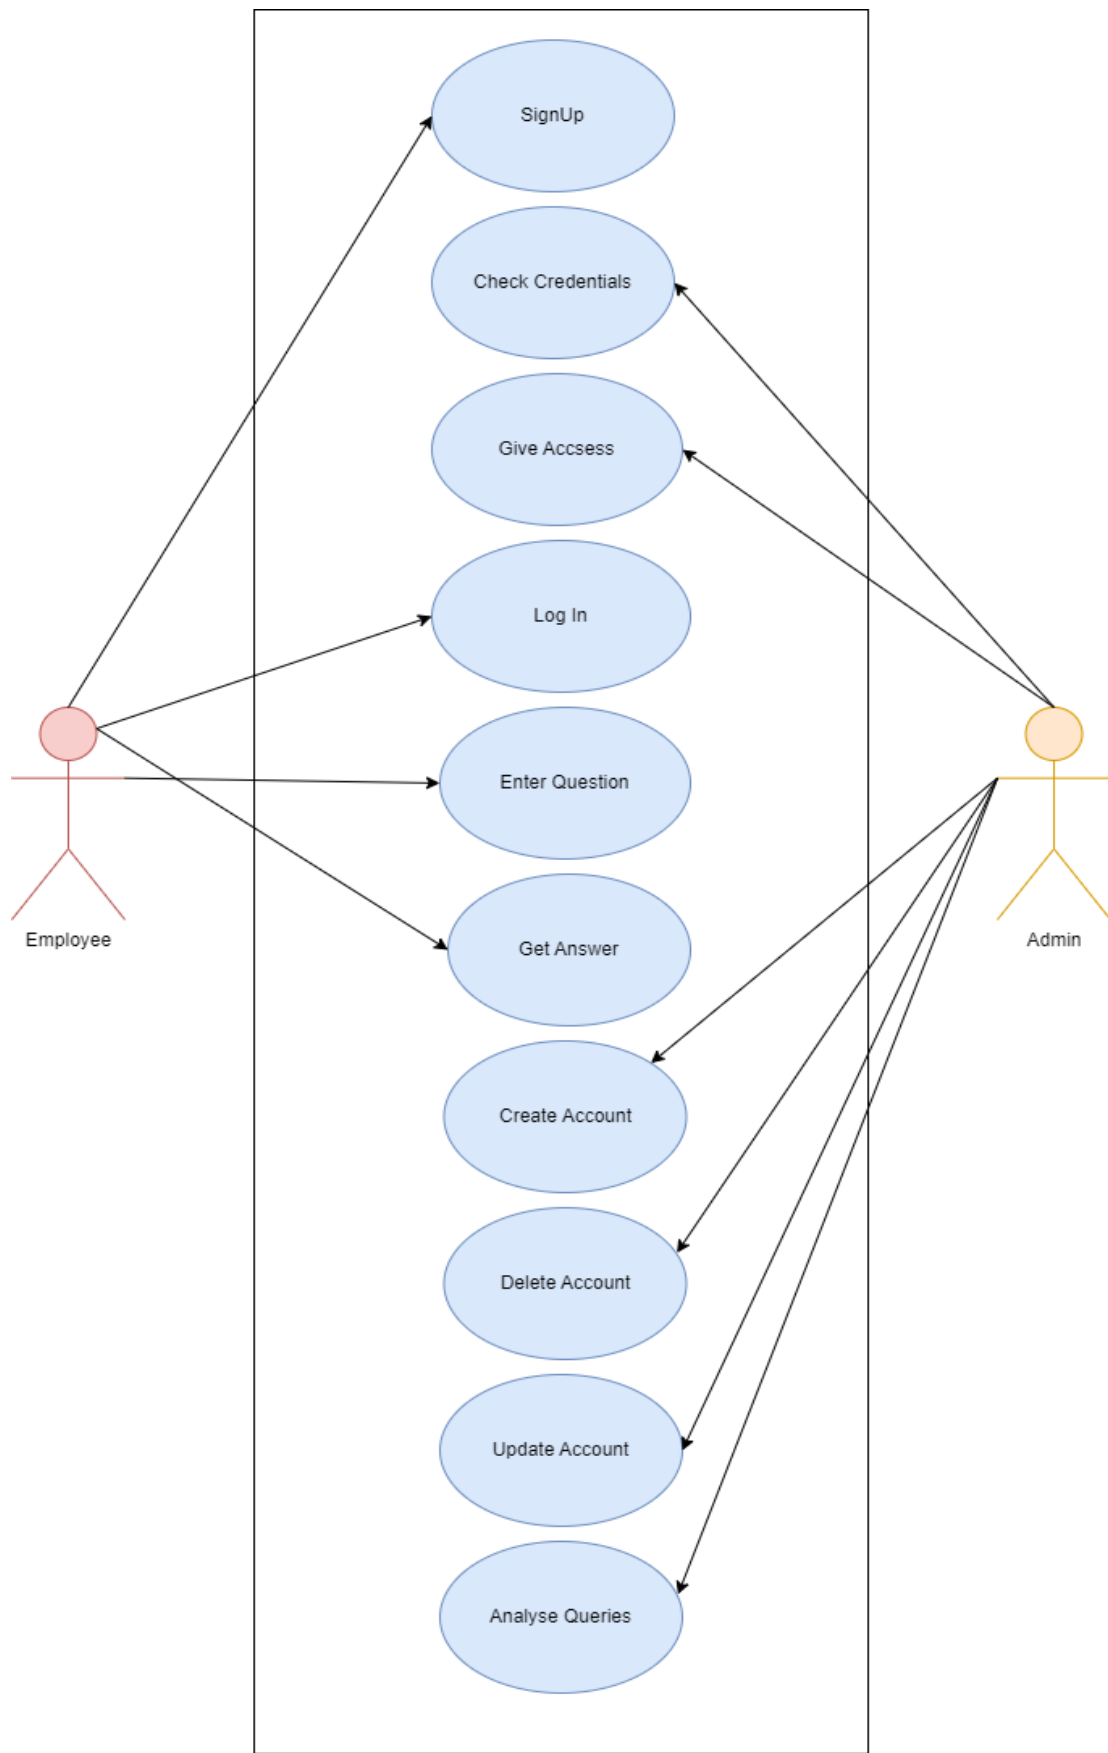 SignUp
Check Credentials
Give Accsess
Log In
Enter Question
Get Answer
Employee
Admin
Create Account
Delete Account
Update Account
Analyse Queries